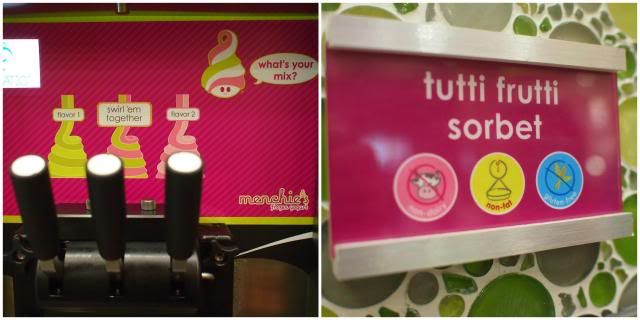 what's your
mix?
flavor 1
swirl 'em
together
flavor 2
menchie's
frozen yogurt
tutti frutti
sorbet
non-dairy
non-fat
gluten-free